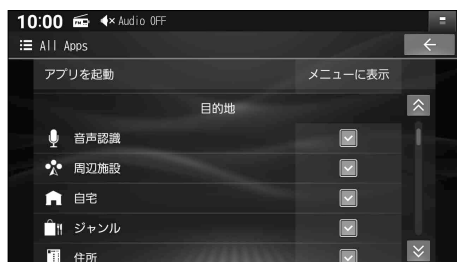 10:00 Audio OFF
All Apps
アプリを起動 メニューに表示
目的地
音声認識
周辺施設
自宅
ジャンル
住所